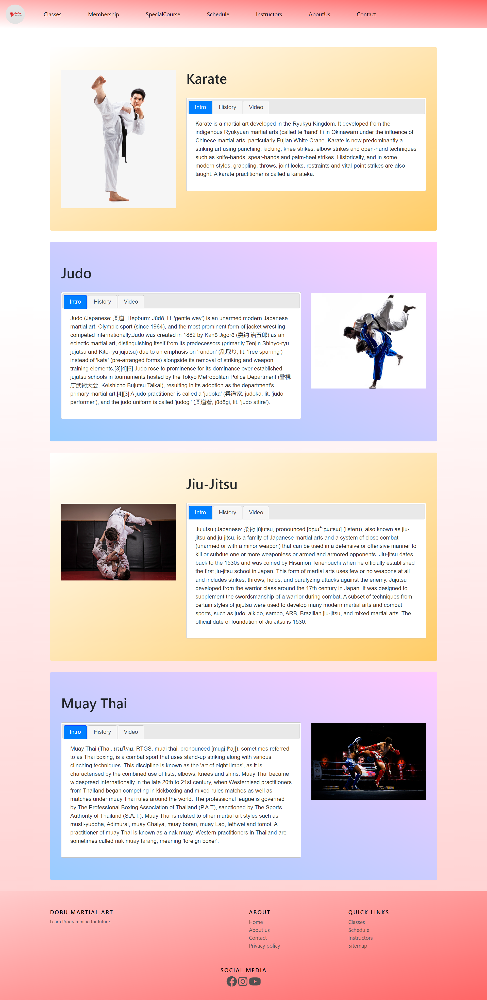 DoBu
Martial Art
Classes
Membership
SpecialCourse
Schedule
Instructors
AboutUs
Contact
Karate
Intro
History
Video
Karate is a martial art developed in the Ryukyu Kingdom. It developed from the
indigenous Ryukyuan martial arts (called te 'hand' tii in Okinawan) under the influence of
Chinese martial arts, particularly Fujian White Crane. Karate is now predominantly a
striking art using punching, kicking, knee strikes, elbow strikes and open-hand techniques
such as knife-hands, spear-hands and palm-heel strikes. Historically, and in some
modern styles, grappling, throws, joint locks, restraints and vital-point strikes are also
taught. A karate practitioner is called a karateka.
Judo
Intro
History
Video
Judo (Japanese: 柔道, Hepburn: Jūdō, lit. 'gentle way') is an unarmed modern Japanese
martial art, Olympic sport (since 1964), and the most prominent form of jacket wrestling
competed internationally.Judo was created in 1882 by Kanō Jigorō (嘉納 治五郎) as an
eclectic martial art, distinguishing itself from its predecessors (primarily Tenjin Shinyo-ryu
jujutsu and Kitō-ryū jujutsu) due to an emphasis on 'randori' (乱取り, lit. 'free sparring')
instead of 'kata' (pre-arranged forms) alongside its removal of striking and weapon
training elements.[3][4][6] Judo rose to prominence for its dominance over established
jujutsu schools in tournaments hosted by the Tokyo Metropolitan Police Department (警視
庁武術大会, Keishicho Bujutsu Taikai), resulting in its adoption as the department's
primary martial art.[4][3] A judo practitioner is called a 'judoka' (柔道家, jūdōka, lit. 'judo
performer'), and the judo uniform is called 'judogi' (柔道着, jūdōgi, lit. 'judo attire').
Jiu-Jitsu
Intro
History
Video
Jujutsu (Japanese: 柔術 jūjutsu, pronounced [dʑɯꜜːʑɯtsɯ] (listen)), also known as jiu-
jitsu and ju-jitsu, is a family of Japanese martial arts and a system of close combat
(unarmed or with a minor weapon) that can be used in a defensive or offensive manner to
kill or subdue one or more weaponless or armed and armored opponents. Jiu-jitsu dates
back to the 1530s and was coined by Hisamori Tenenouchi when he officially established
the first jiu-jitsu school in Japan. This form of martial arts uses few or no weapons at all
and includes strikes, throws, holds, and paralyzing attacks against the enemy. Jujutsu
developed from the warrior class around the 17th century in Japan. It was designed to
supplement the swordsmanship of a warrior during combat. A subset of techniques from
certain styles of jujutsu were used to develop many modern martial arts and combat
sports, such as judo, aikido, sambo, ARB, Brazilian jiu-jitsu, and mixed martial arts. The
official date of foundation of Jiu Jitsu is 1530.
Muay Thai
Intro
History
Video
Muay Thai (Thai: มวยไทย, RTGS: muai thai, pronounced [mūa̯j tʰāj]), sometimes referred
to as Thai boxing, is a combat sport that uses stand-up striking along with various
clinching techniques. This discipline is known as the 'art of eight limbs', as it is
characterised by the combined use of fists, elbows, knees and shins. Muay Thai became
widespread internationally in the late 20th to 21st century, when Westernised practitioners
from Thailand began competing in kickboxing and mixed-rules matches as well as
matches under muay Thai rules around the world. The professional league is governed
by The Professional Boxing Association of Thailand (P.A.T), sanctioned by The Sports
Authority of Thailand (S.A.T.). Muay Thai is related to other martial art styles such as
musti-yuddha, Adimurai, muay Chaiya, muay boran, muay Lao, lethwei and tomoi. A
practitioner of muay Thai is known as a nak muay. Western practitioners in Thailand are
sometimes called nak muay farang, meaning 'foreign boxer'.
DOBU MARTIAL ART
Learn Programming for future.
ABOUT
Home
About us
Contact
Privacy policy
QUICK LINKS
Classes
Schedule
Instructors
Sitemap
SOCIAL MEDIA